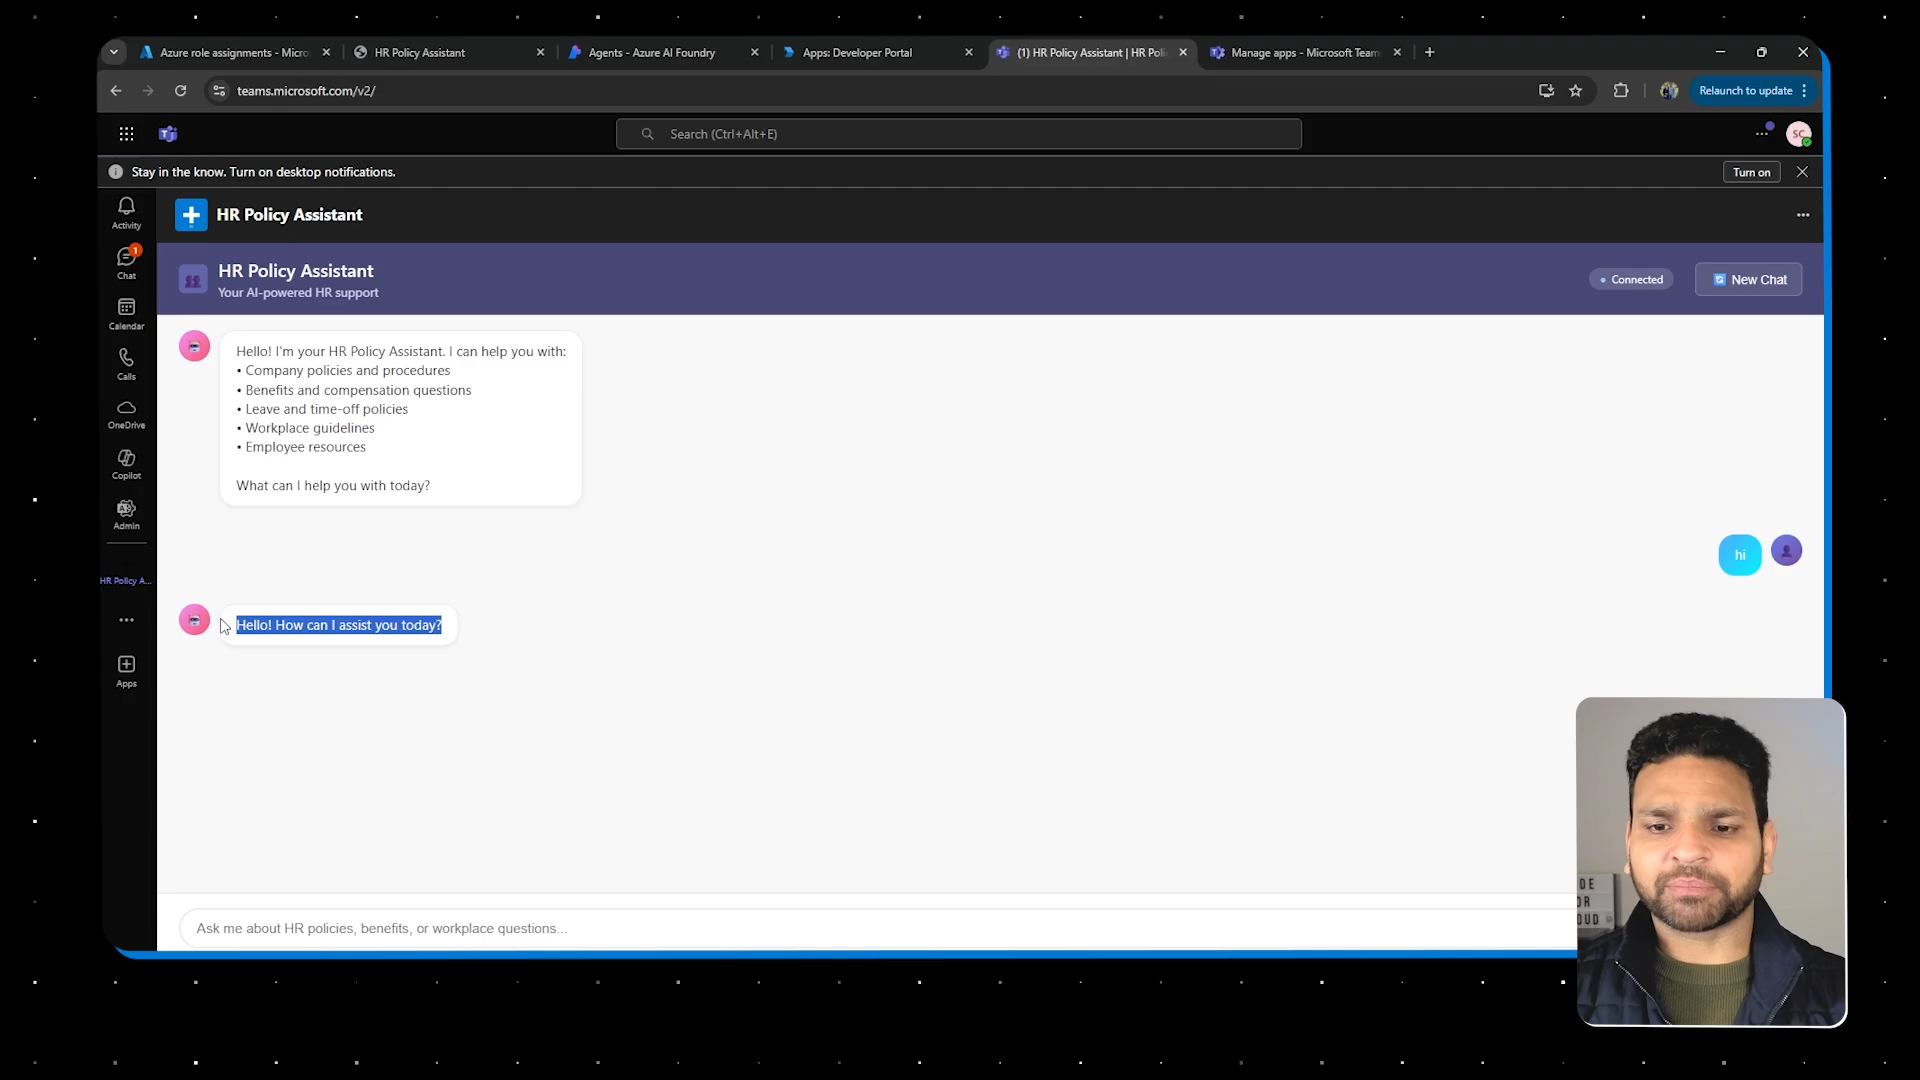 Azure role assignments - Micro
HR Policy Assistant
Agents - Azure AI Foundry
Apps: Developer Portal
(1) HR Policy Assistant | HR Poli
Manage apps - Microsoft Team
teams.microsoft.com/v2/
Relaunch to update
Search (Ctrl+Alt+E)
SC
Stay in the know. Turn on desktop notifications.
Turn on
Activity
1
Chat
Calendar
Calls
OneDrive
Copilot
Admin
HR Policy A...
Apps
HR Policy Assistant
HR Policy Assistant
Your AI-powered HR support
Connected
New Chat
Hello! I'm your HR Policy Assistant. I can help you with:
• Company policies and procedures
• Benefits and compensation questions
• Leave and time-off policies
• Workplace guidelines
• Employee resources
What can I help you with today?
hi
Hello! How can I assist you today?
Ask me about HR policies, benefits, or workplace questions...
DE
OR
OUD